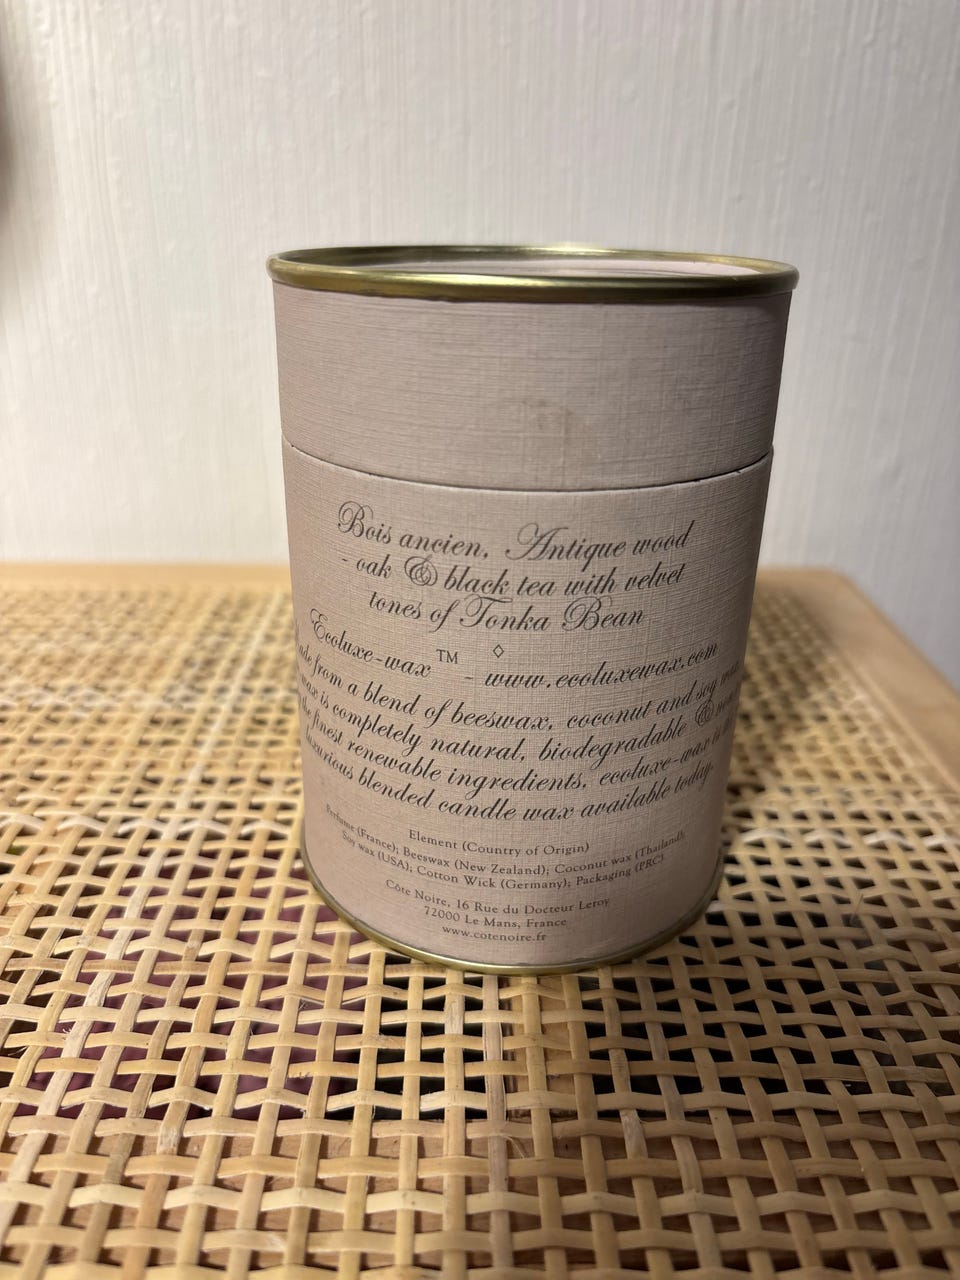 Bois ancien, Antique wood
- oak & black tea with velvet
tones of Tonka Bean
◊
Ecoluxe-wax™ - www.ecoluxewax.com
from a blend of beeswax, coconut and soy
wax is completely natural, biodegradable &
the finest renewable ingredients, ecoluxe-wax is
luxurious blended candle wax available today.
Element (Country of Origin)
Perfume (France); Beeswax (New Zealand); Coconut wax (Thailand);
Soy wax (USA); Cotton Wick (Germany); Packaging (PRC)
Côte Noire, 16 Rue du Docteur Leroy
72000 Le Mans, France
www.cotenoire.fr